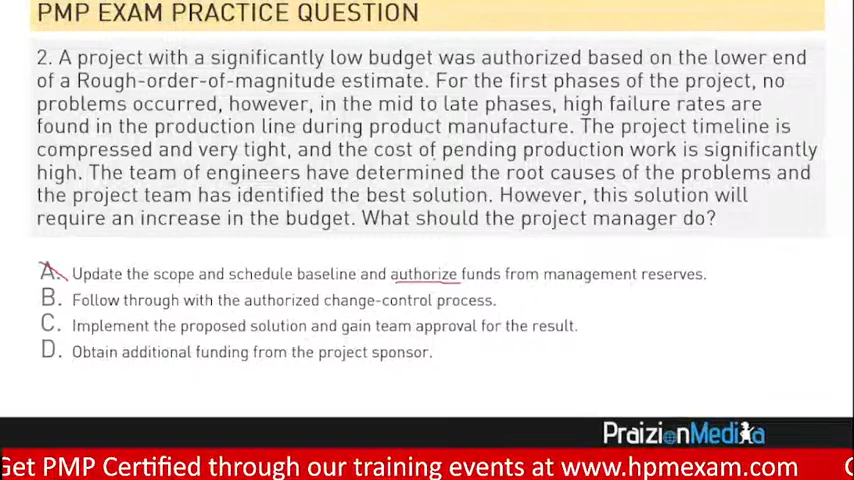 PMP EXAM PRACTICE QUESTION
2. A project with a significantly low budget was authorized based on the lower end
of a Rough-order-of-magnitude estimate. For the first phases of the project, no
problems occurred, however, in the mid to late phases, high failure rates are
found in the production line during product manufacture. The project timeline is
compressed and very tight, and the cost of pending production work is significantly
high. The team of engineers have determined the root causes of the problems and
the project team has identified the best solution. However, this solution will
require an increase in the budget. What should the project manager do?
A. Update the scope and schedule baseline and authorize funds from management reserves.
B. Follow through with the authorized change-control process.
C. Implement the proposed solution and gain team approval for the result.
D. Obtain additional funding from the project sponsor.
PraizionMedia
Get PMP Certified through our training events at www.hpmexam.com